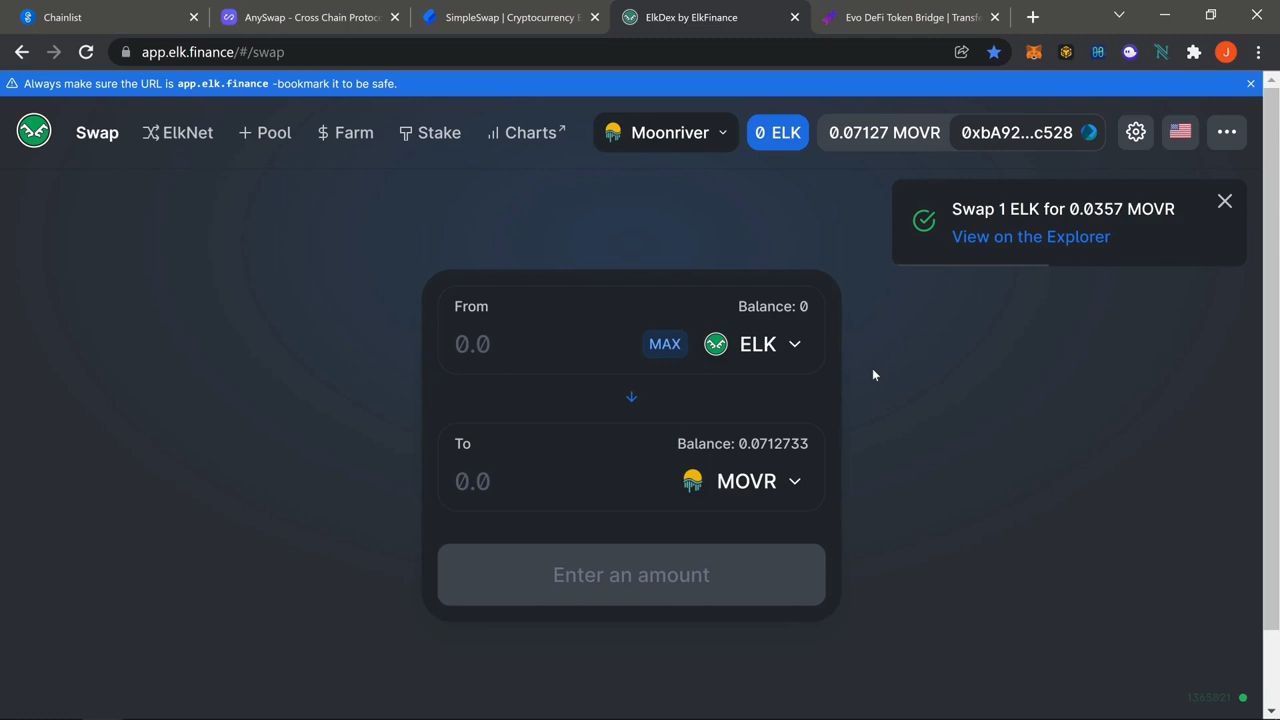 Chainlist
AnySwap - Cross Chain Protoc
SimpleSwap | Cryptocurrency E
ElkDex by ElkFinance
Evo DeFi Token Bridge | Transf
app.elk.finance/#/swap
J
Always make sure the URL is app.elk.finance -bookmark it to be safe.
Swap
ElkNet
+ Pool
$ Farm
Stake
Charts↗
Moonriver
0 ELK
0.07127 MOVR
0xbA92...c528
Swap 1 ELK for 0.0357 MOVR
View on the Explorer
From
Balance: 0
0.0
MAX
ELK
To
Balance: 0.0712733
0.0
MOVR
Enter an amount
1365821